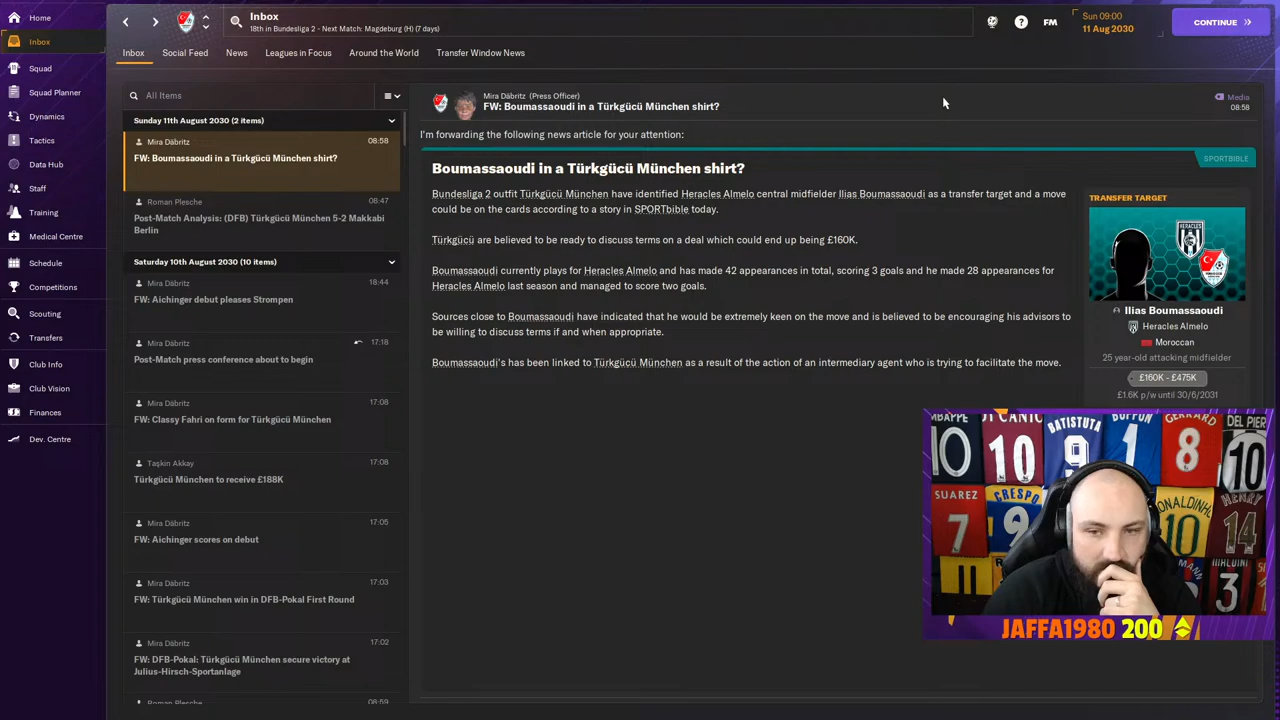 Home
Inbox
Squad
Squad Planner
Dynamics
Tactics
Data Hub
Staff
Training
Medical Centre
Schedule
Competitions
Scouting
Transfers
Club Info
Club Vision
Finances
Dev. Centre
Inbox
18th in Bundesliga 2 - Next Match: Magdeburg (H) (7 days)
?
FM
Sun 09:00
11 Aug 2030
CONTINUE
Inbox
Social Feed
News
Leagues in Focus
Around the World
Transfer Window News
All Items
Sunday 11th August 2030 (2 items)
Mira Däbritz
08:58
FW: Boumassaoudi in a Türkgücü München shirt?
Roman Plesche
08:47
Post-Match Analysis: (DFB) Türkgücü München 5-2 Makkabi
Berlin
Saturday 10th August 2030 (10 items)
Mira Däbritz
18:44
FW: Aichinger debut pleases Strompen
Mira Däbritz
17:18
Post-Match press conference about to begin
Mira Däbritz
17:08
FW: Classy Fahri on form for Türkgücü München
Taşkin Akkay
17:08
Türkgücü München to receive £188K
Mira Däbritz
17:05
FW: Aichinger scores on debut
Mira Däbritz
17:03
FW: Türkgücü München win in DFB-Pokal First Round
Mira Däbritz
17:02
FW: DFB-Pokal: Türkgücü München secure victory at
Julius-Hirsch-Sportanlage
Roman Plesche
08:59
Mira Däbritz (Press Officer)
FW: Boumassaoudi in a Türkgücü München shirt?
Media
08:58
I'm forwarding the following news article for your attention:
SPORTBIBLE
Boumassaoudi in a Türkgücü München shirt?
Bundesliga 2 outfit Türkgücü München have identified Heracles Almelo central midfielder Ilias Boumassaoudi as a transfer target and a move
could be on the cards according to a story in SPORTbible today.
Türkgücü are believed to be ready to discuss terms on a deal which could end up being £160K.
Boumassaoudi currently plays for Heracles Almelo and has made 42 appearances in total, scoring 3 goals and he made 28 appearances for
Heracles Almelo last season and managed to score two goals.
Sources close to Boumassaoudi have indicated that he would be extremely keen on the move and is believed to be encouraging his advisors to
be willing to discuss terms if and when appropriate.
Boumassaoudi's has been linked to Türkgücü München as a result of the action of an intermediary agent who is trying to facilitate the move.
TRANSFER TARGET
HERACLES
Ilias Boumassaoudi
Heracles Almelo
Moroccan
25 year-old attacking midfielder
£160K - £475K
£1.6K p/w until 30/6/2031
MBAPPE
10
DI CANIO
10
BATISTUTA
9
BUFFON
1
GERRARD
8
DEL PIER
10
SUAREZ
7
CRESPO
9
RONALDINHO
10
HENRY
14
11
MALDINI
3
JAFFA1980 200